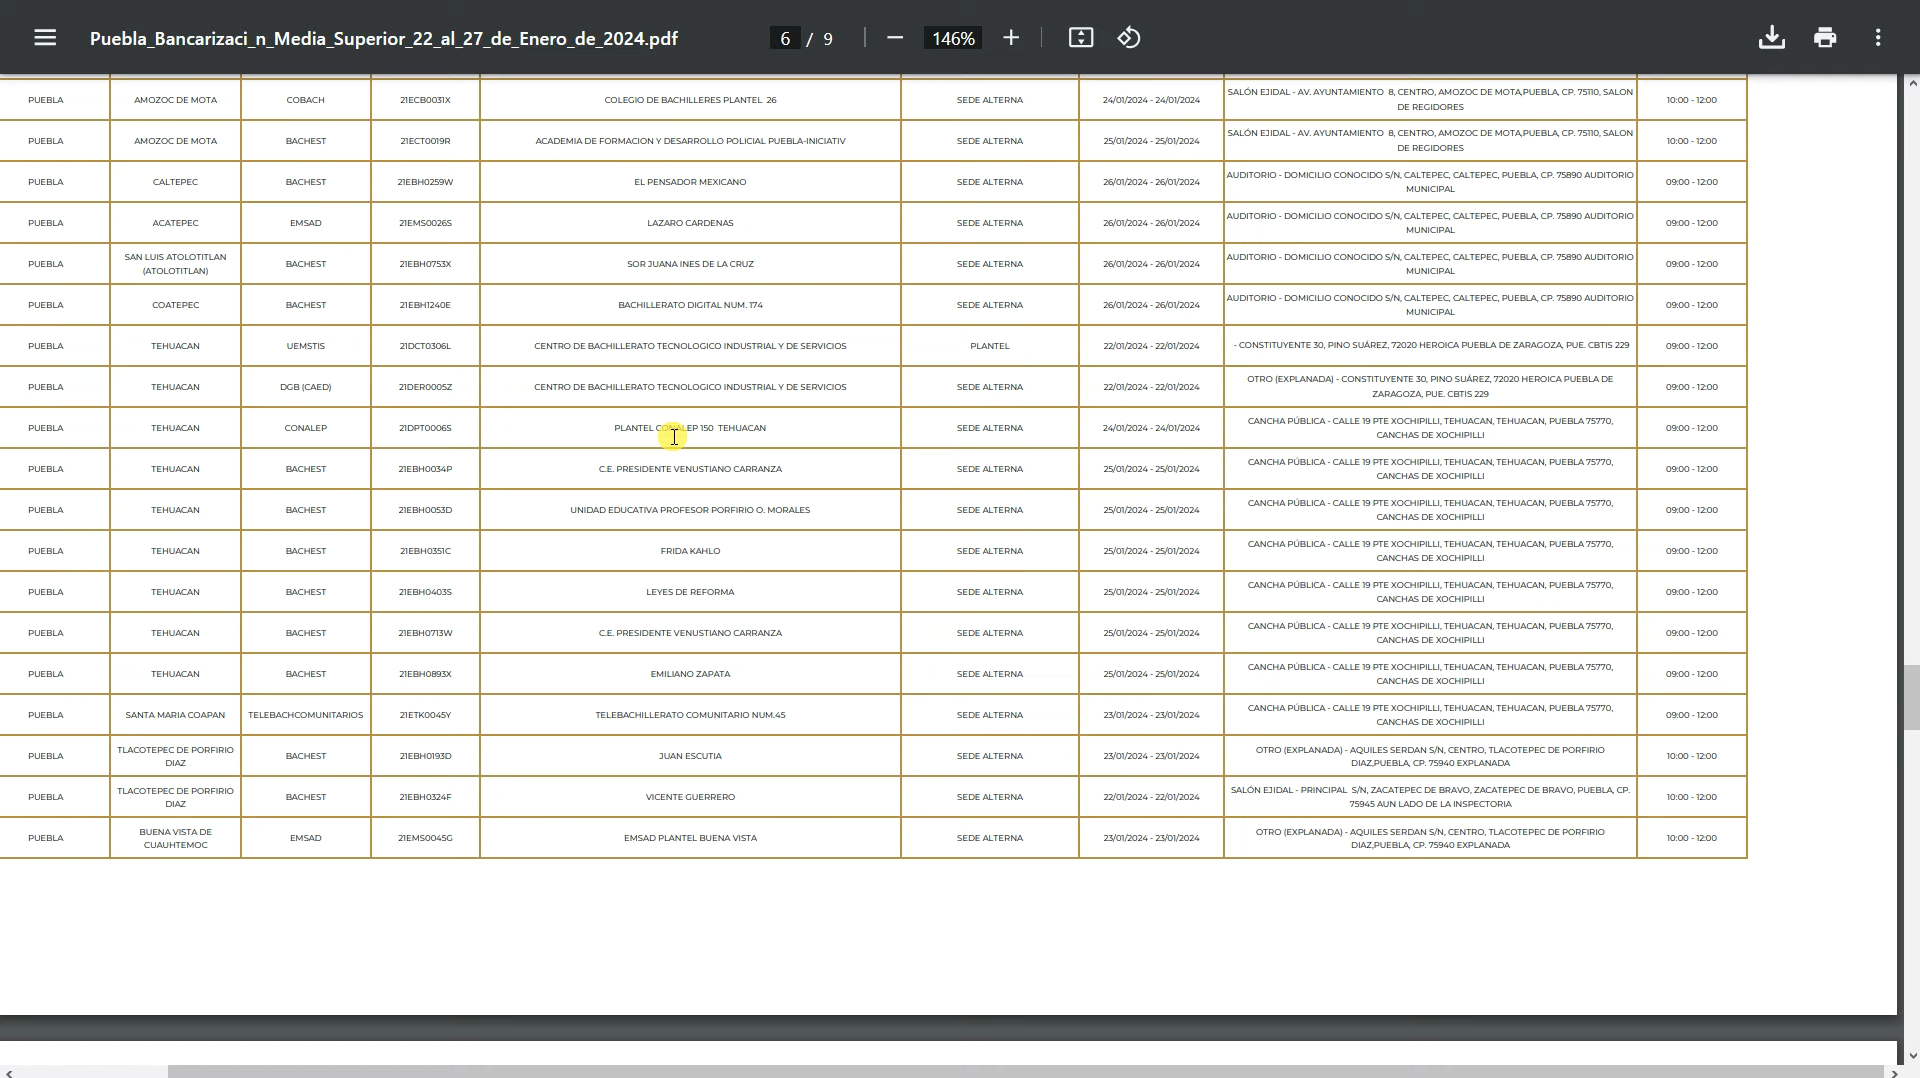 Puebla_Bancarizaci_n_Media_Superior_22_al_27_de_Enero_de_2024.pdf 6 / 9 146%
PUEBLA AMOZOC DE MOTA COBACH 21ECB0031X COLEGIO DE BACHILLERES PLANTEL 26 SEDE ALTERNA 24/01/2024 - 24/01/2024 SALÓN EJIDAL - AV. AYUNTAMIENTO 8, CENTRO, AMOZOC DE MOTA,PUEBLA, CP. 75110, SALON 10:00 - 12:00
DE REGIDORES
PUEBLA AMOZOC DE MOTA BACHEST 21ECT0019R ACADEMIA DE FORMACION Y DESARROLLO POLICIAL PUEBLA-INICIATIV SEDE ALTERNA 25/01/2024 - 25/01/2024 SALÓN EJIDAL - AV. AYUNTAMIENTO 8, CENTRO, AMOZOC DE MOTA,PUEBLA, CP. 75110, SALON 10:00 - 12:00
DE REGIDORES
PUEBLA CALTEPEC BACHEST 21EBH0259W EL PENSADOR MEXICANO SEDE ALTERNA 26/01/2024 - 26/01/2024 AUDITORIO - DOMICILIO CONOCIDO S/N, CALTEPEC, CALTEPEC, PUEBLA, CP. 75890 AUDITORIO 09:00 - 12:00
MUNICIPAL
PUEBLA ACATEPEC EMSAD 21EMS0026S LAZARO CARDENAS SEDE ALTERNA 26/01/2024 - 26/01/2024 AUDITORIO - DOMICILIO CONOCIDO S/N, CALTEPEC, CALTEPEC, PUEBLA, CP. 75890 AUDITORIO 09:00 - 12:00
MUNICIPAL
PUEBLA SAN LUIS ATOLOTITLAN BACHEST 21EBH0753X SOR JUANA INES DE LA CRUZ SEDE ALTERNA 26/01/2024 - 26/01/2024 AUDITORIO - DOMICILIO CONOCIDO S/N, CALTEPEC, CALTEPEC, PUEBLA, CP. 75890 AUDITORIO 09:00 - 12:00
(ATOLOTITLAN) MUNICIPAL
PUEBLA COATEPEC BACHEST 21EBH1240E BACHILLERATO DIGITAL NUM. 174 SEDE ALTERNA 26/01/2024 - 26/01/2024 AUDITORIO - DOMICILIO CONOCIDO S/N, CALTEPEC, CALTEPEC, PUEBLA, CP. 75890 AUDITORIO 09:00 - 12:00
MUNICIPAL
PUEBLA TEHUACAN UEMSTIS 21DCT0306L CENTRO DE BACHILLERATO TECNOLOGICO INDUSTRIAL Y DE SERVICIOS PLANTEL 22/01/2024 - 22/01/2024 - CONSTITUYENTE 30, PINO SUÁREZ, 72020 HEROICA PUEBLA DE ZARAGOZA, PUE. CBTIS 229 09:00 - 12:00
PUEBLA TEHUACAN DGB (CAED) 21DER0005Z CENTRO DE BACHILLERATO TECNOLOGICO INDUSTRIAL Y DE SERVICIOS SEDE ALTERNA 22/01/2024 - 22/01/2024 OTRO (EXPLANADA) - CONSTITUYENTE 30, PINO SUÁREZ, 72020 HEROICA PUEBLA DE 09:00 - 12:00
ZARAGOZA, PUE. CBTIS 229
PUEBLA TEHUACAN CONALEP 21DPT0006S PLANTEL CONALEP 150 TEHUACAN SEDE ALTERNA 24/01/2024 - 24/01/2024 CANCHA PÚBLICA - CALLE 19 PTE XOCHIPILLI, TEHUACAN, TEHUACAN, PUEBLA 75770, 09:00 - 12:00
CANCHAS DE XOCHIPILLI
PUEBLA TEHUACAN BACHEST 21EBH0034P C.E. PRESIDENTE VENUSTIANO CARRANZA SEDE ALTERNA 25/01/2024 - 25/01/2024 CANCHA PÚBLICA - CALLE 19 PTE XOCHIPILLI, TEHUACAN, TEHUACAN, PUEBLA 75770, 09:00 - 12:00
CANCHAS DE XOCHIPILLI
PUEBLA TEHUACAN BACHEST 21EBH0053D UNIDAD EDUCATIVA PROFESOR PORFIRIO O. MORALES SEDE ALTERNA 25/01/2024 - 25/01/2024 CANCHA PÚBLICA - CALLE 19 PTE XOCHIPILLI, TEHUACAN, TEHUACAN, PUEBLA 75770, 09:00 - 12:00
CANCHAS DE XOCHIPILLI
PUEBLA TEHUACAN BACHEST 21EBH0351C FRIDA KAHLO SEDE ALTERNA 25/01/2024 - 25/01/2024 CANCHA PÚBLICA - CALLE 19 PTE XOCHIPILLI, TEHUACAN, TEHUACAN, PUEBLA 75770, 09:00 - 12:00
CANCHAS DE XOCHIPILLI
PUEBLA TEHUACAN BACHEST 21EBH0403S LEYES DE REFORMA SEDE ALTERNA 25/01/2024 - 25/01/2024 CANCHA PÚBLICA - CALLE 19 PTE XOCHIPILLI, TEHUACAN, TEHUACAN, PUEBLA 75770, 09:00 - 12:00
CANCHAS DE XOCHIPILLI
PUEBLA TEHUACAN BACHEST 21EBH0713W C.E. PRESIDENTE VENUSTIANO CARRANZA SEDE ALTERNA 25/01/2024 - 25/01/2024 CANCHA PÚBLICA - CALLE 19 PTE XOCHIPILLI, TEHUACAN, TEHUACAN, PUEBLA 75770, 09:00 - 12:00
CANCHAS DE XOCHIPILLI
PUEBLA TEHUACAN BACHEST 21EBH0893X EMILIANO ZAPATA SEDE ALTERNA 25/01/2024 - 25/01/2024 CANCHA PÚBLICA - CALLE 19 PTE XOCHIPILLI, TEHUACAN, TEHUACAN, PUEBLA 75770, 09:00 - 12:00
CANCHAS DE XOCHIPILLI
PUEBLA SANTA MARIA COAPAN TELEBACHCOMUNITARIOS 21ETK0045Y TELEBACHILLERATO COMUNITARIO NUM.45 SEDE ALTERNA 23/01/2024 - 23/01/2024 CANCHA PÚBLICA - CALLE 19 PTE XOCHIPILLI, TEHUACAN, TEHUACAN, PUEBLA 75770, 09:00 - 12:00
CANCHAS DE XOCHIPILLI
PUEBLA TLACOTEPEC DE PORFIRIO BACHEST 21EBH0193D JUAN ESCUTIA SEDE ALTERNA 23/01/2024 - 23/01/2024 OTRO (EXPLANADA) - AQUILES SERDAN S/N, CENTRO, TLACOTEPEC DE PORFIRIO 10:00 - 12:00
DIAZ DIAZ,PUEBLA, CP. 75940 EXPLANADA
PUEBLA TLACOTEPEC DE PORFIRIO BACHEST 21EBH0324F VICENTE GUERRERO SEDE ALTERNA 22/01/2024 - 22/01/2024 SALÓN EJIDAL - PRINCIPAL S/N, ZACATEPEC DE BRAVO, ZACATEPEC DE BRAVO, PUEBLA, CP. 10:00 - 12:00
DIAZ 75945 AUN LADO DE LA INSPECTORIA
PUEBLA BUENA VISTA DE EMSAD 21EMS0045G EMSAD PLANTEL BUENA VISTA SEDE ALTERNA 23/01/2024 - 23/01/2024 OTRO (EXPLANADA) - AQUILES SERDAN S/N, CENTRO, TLACOTEPEC DE PORFIRIO 10:00 - 12:00
CUAUHTEMOC DIAZ,PUEBLA, CP. 75940 EXPLANADA